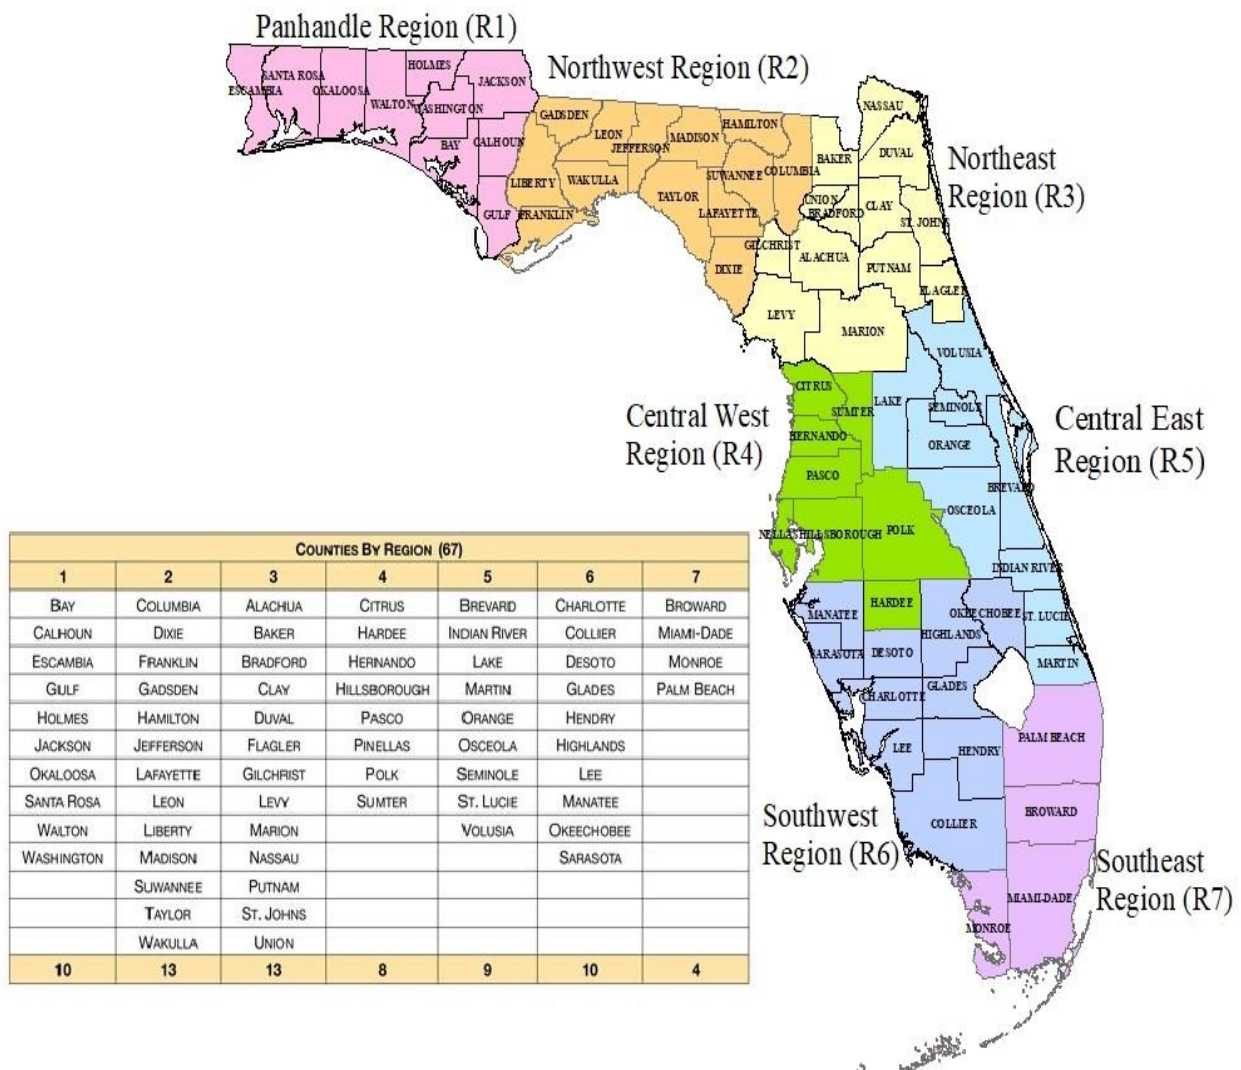 Panhandle Region (R1)
Northwest Region (R2)
Northeast
Region (R3)
Central West
Region (R4)
Central East
Region (R5)
Southwest
Region (R6)
Southeast
Region (R7)
ESCAMBIA
SANTA ROSA
OKALOOSA
WALTON
HOLMES
WASHINGTON
JACKSON
BAY
CALHOUN
GULF
GADSDEN
LEON
JEFFERSON
MADISON
HAMILTON
LIBERTY
WAKULLA
FRANKLIN
TAYLOR
SUWANNEE
COLUMBIA
LAFAYETTE
DIXIE
NASSAU
BAKER
DUVAL
UNION
BRADFORD
CLAY
ST. JOHNS
GILCHRIST
ALACHUA
PUTNAM
FLAGLER
LEVY
MARION
CITRUS
SUMTER
HERNANDO
PASCO
NELLAS
HILLSBOROUGH
POLK
HARDEE
VOLUSIA
LAKE
SEMINOLE
ORANGE
BREVARD
OSCEOLA
INDIAN RIVER
ST. LUCIE
MARTIN
MANATEE
OKEECHOBEE
HIGHLANDS
SARASOTA
DESOTO
CHARLOTTE
GLADES
LEE
HENDRY
COLLIER
PALM BEACH
BROWARD
MIAMI-DADE
MONROE
COUNTIES BY REGION (67)
1 2 3 4 5 6 7
BAY COLUMBIA ALACHUA CITRUS BREVARD CHARLOTTE BROWARD
CALHOUN DIXIE BAKER HARDEE INDIAN RIVER COLLIER MIAMI-DADE
ESCAMBIA FRANKLIN BRADFORD HERNANDO LAKE DESOTO MONROE
GULF GADSDEN CLAY HILLSBOROUGH MARTIN GLADES PALM BEACH
HOLMES HAMILTON DUVAL PASCO ORANGE HENDRY
JACKSON JEFFERSON FLAGLER PINELLAS OSCEOLA HIGHLANDS
OKALOOSA LAFAYETTE GILCHRIST POLK SEMINOLE LEE
SANTA ROSA LEON LEVY SUMTER ST. LUCIE MANATEE
WALTON LIBERTY MARION VOLUSIA OKEECHOBEE
WASHINGTON MADISON NASSAU SARASOTA
SUWANNEE PUTNAM
TAYLOR ST. JOHNS
WAKULLA UNION
10 13 13 8 9 10 4